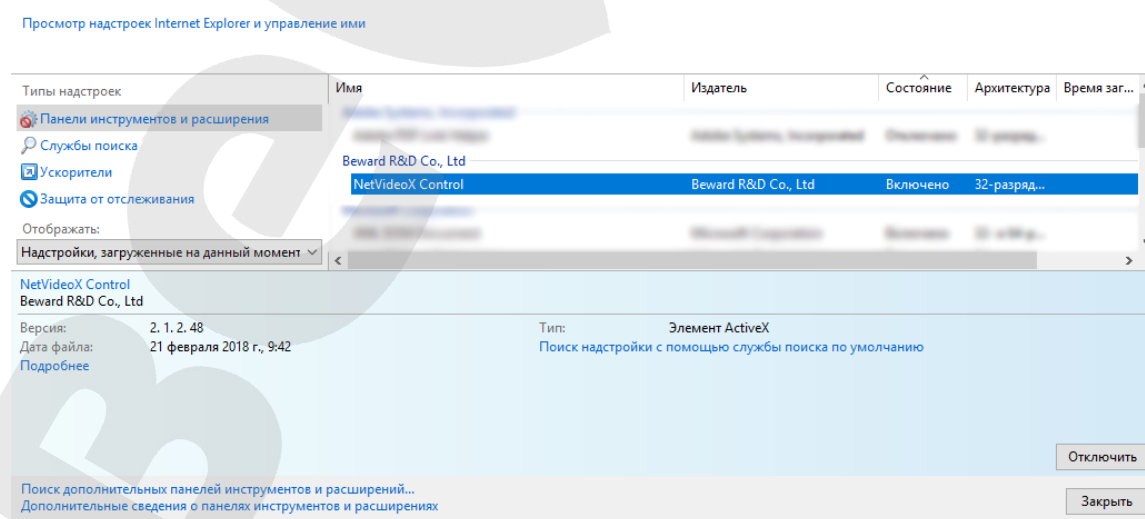 Просмотр надстроек Internet Explorer и управление ими
Типы надстроек
Панели инструментов и расширения
Службы поиска
Ускорители
Защита от отслеживания
Отображать:
Надстройки, загруженные на данный момент
Имя Издатель Состояние Архитектура Время заг...
Beward R&D Co., Ltd
NetVideoX Control Beward R&D Co., Ltd Включено 32-разряд...
NetVideoX Control
Beward R&D Co., Ltd
Версия: 2. 1. 2. 48
Дата файла: 21 февраля 2018 г., 9:42
Подробнее
Тип: Элемент ActiveX
Поиск надстройки с помощью службы поиска по умолчанию
Отключить
Поиск дополнительных панелей инструментов и расширений...
Дополнительные сведения о панелях инструментов и расширениях
Закрыть